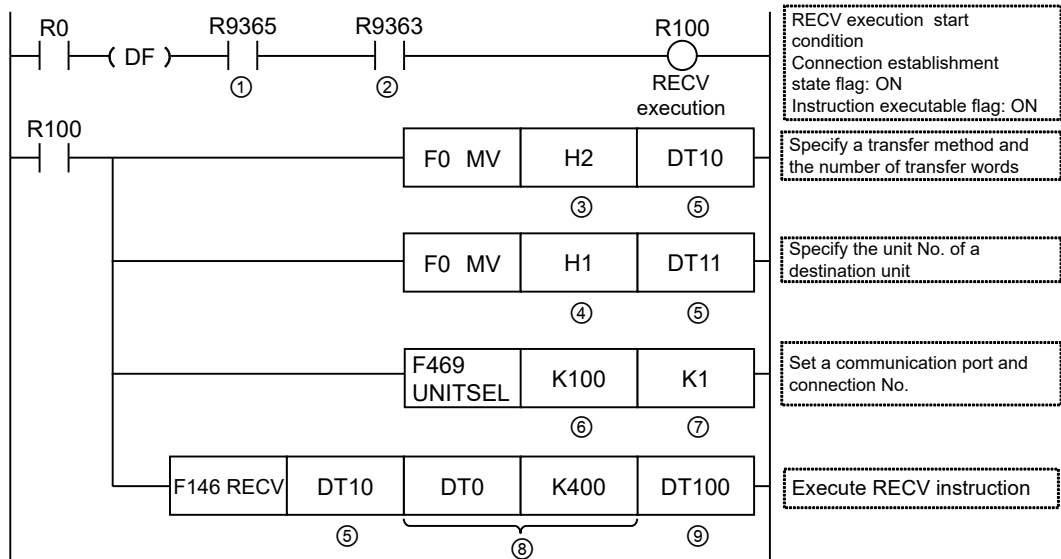 R0 R9365 R9363 R100
( DF )
① ②
RECV
execution
RECV execution start
condition
Connection establishment
state flag: ON
Instruction executable flag: ON
R100
F0 MV H2 DT10
③ ⑤
Specify a transfer method and
the number of transfer words
F0 MV H1 DT11
④ ⑤
Specify the unit No. of a
destination unit
F469
UNITSEL K100 K1
⑥ ⑦
Set a communication port and
connection No.
F146 RECV DT10 DT0 K400 DT100
⑤ ⑧ ⑨
Execute RECV instruction